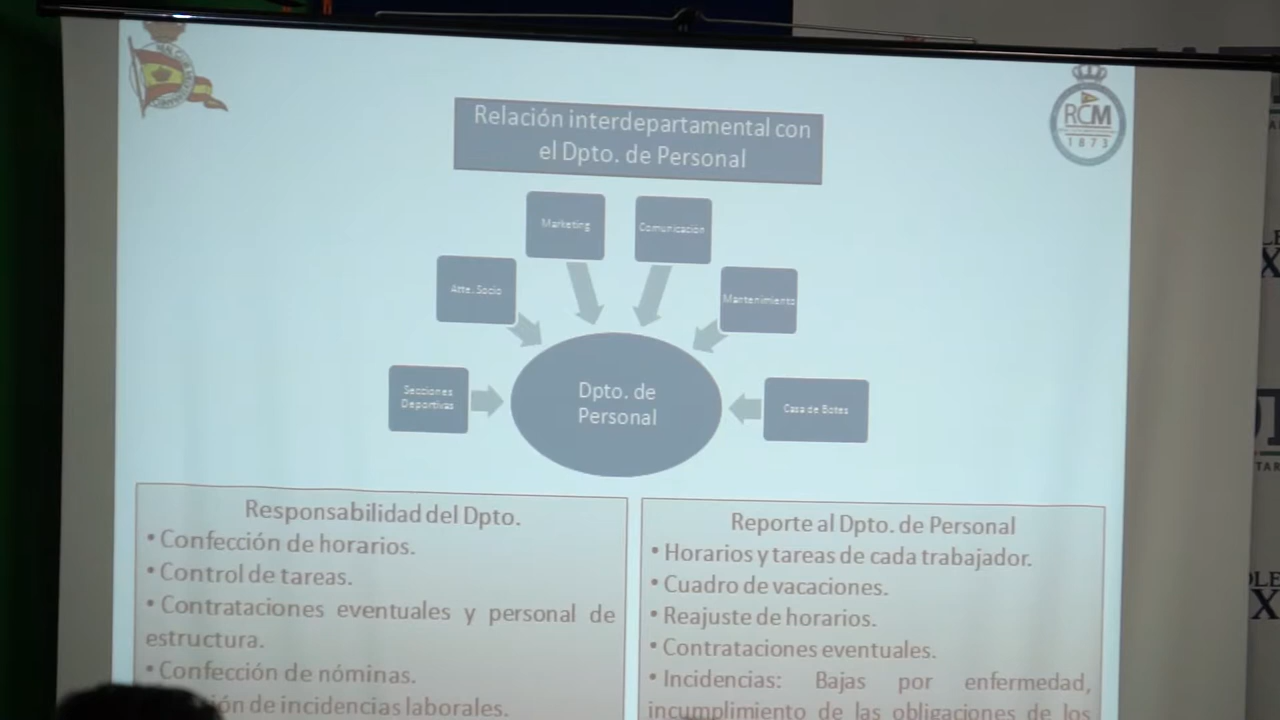 Relación interdepartamental con
el Dpto. de Personal
RCM
1873
Marketing
Comunicacion
Atte. Socio
Mantenimiento
Secciones
Deportivas
Dpto. de
Personal
Casa de Botes
Responsabilidad del Dpto.
• Confección de horarios.
• Control de tareas.
• Contrataciones eventuales y personal de
estructura.
• Confección de nóminas.
de incidencias laborales.
Reporte al Dpto. de Personal
• Horarios y tareas de cada trabajador.
• Cuadro de vacaciones.
• Reajuste de horarios.
• Contrataciones eventuales.
• Incidencias: Bajas por enfermedad,
incumplimiento de las obligaciones de los